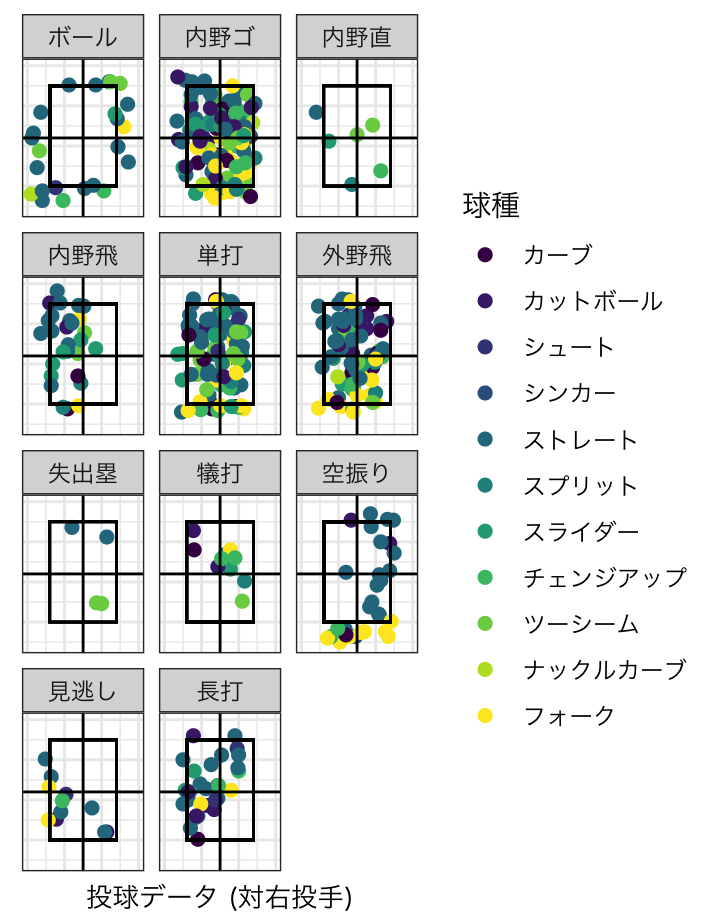 ボール
内野ゴ
内野直
内野飛
単打
外野飛
失出塁
犠打
空振り
見逃し
長打
球種
カーブ
カットボール
シュート
シンカー
ストレート
スプリット
スライダー
チェンジアップ
ツーシーム
ナックルカーブ
フォーク
投球データ (対右投手)